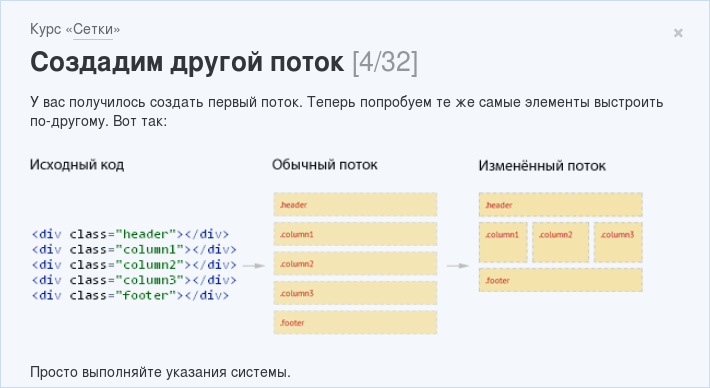 Курс «Сетки»
×
Создадим другой поток [4/32]
У вас получилось создать первый поток. Теперь попробуем те же самые элементы выстроить
по-другому. Вот так:
Исходный код
<div class="header"></div>
<div class="column1"></div>
<div class="column2"></div>
<div class="column3"></div>
<div class="footer"></div>
Обычный поток
.header
.column1
.column2
.column3
.footer
Изменённый поток
.header
.column1 .column2 .column3
.footer
Просто выполняйте указания системы.